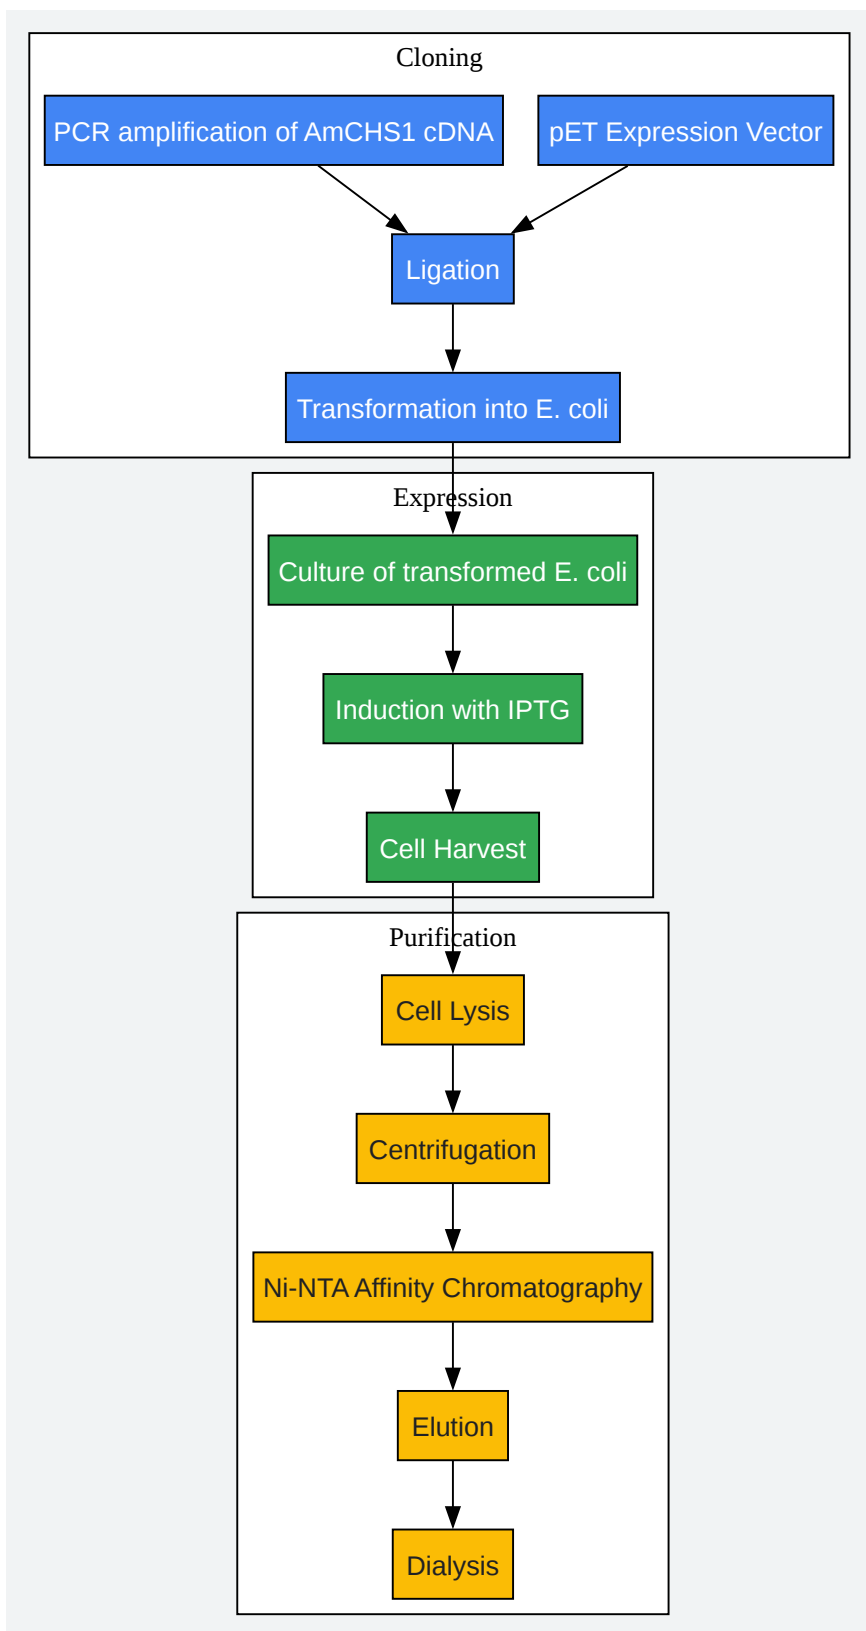 Cloning
PCR amplification of AmCHS1 cDNA
pET Expression Vector
Ligation
Transformation into E. coli
Expression
Culture of transformed E. coli
Induction with IPTG
Cell Harvest
Purification
Cell Lysis
Centrifugation
Ni-NTA Affinity Chromatography
Elution
Dialysis